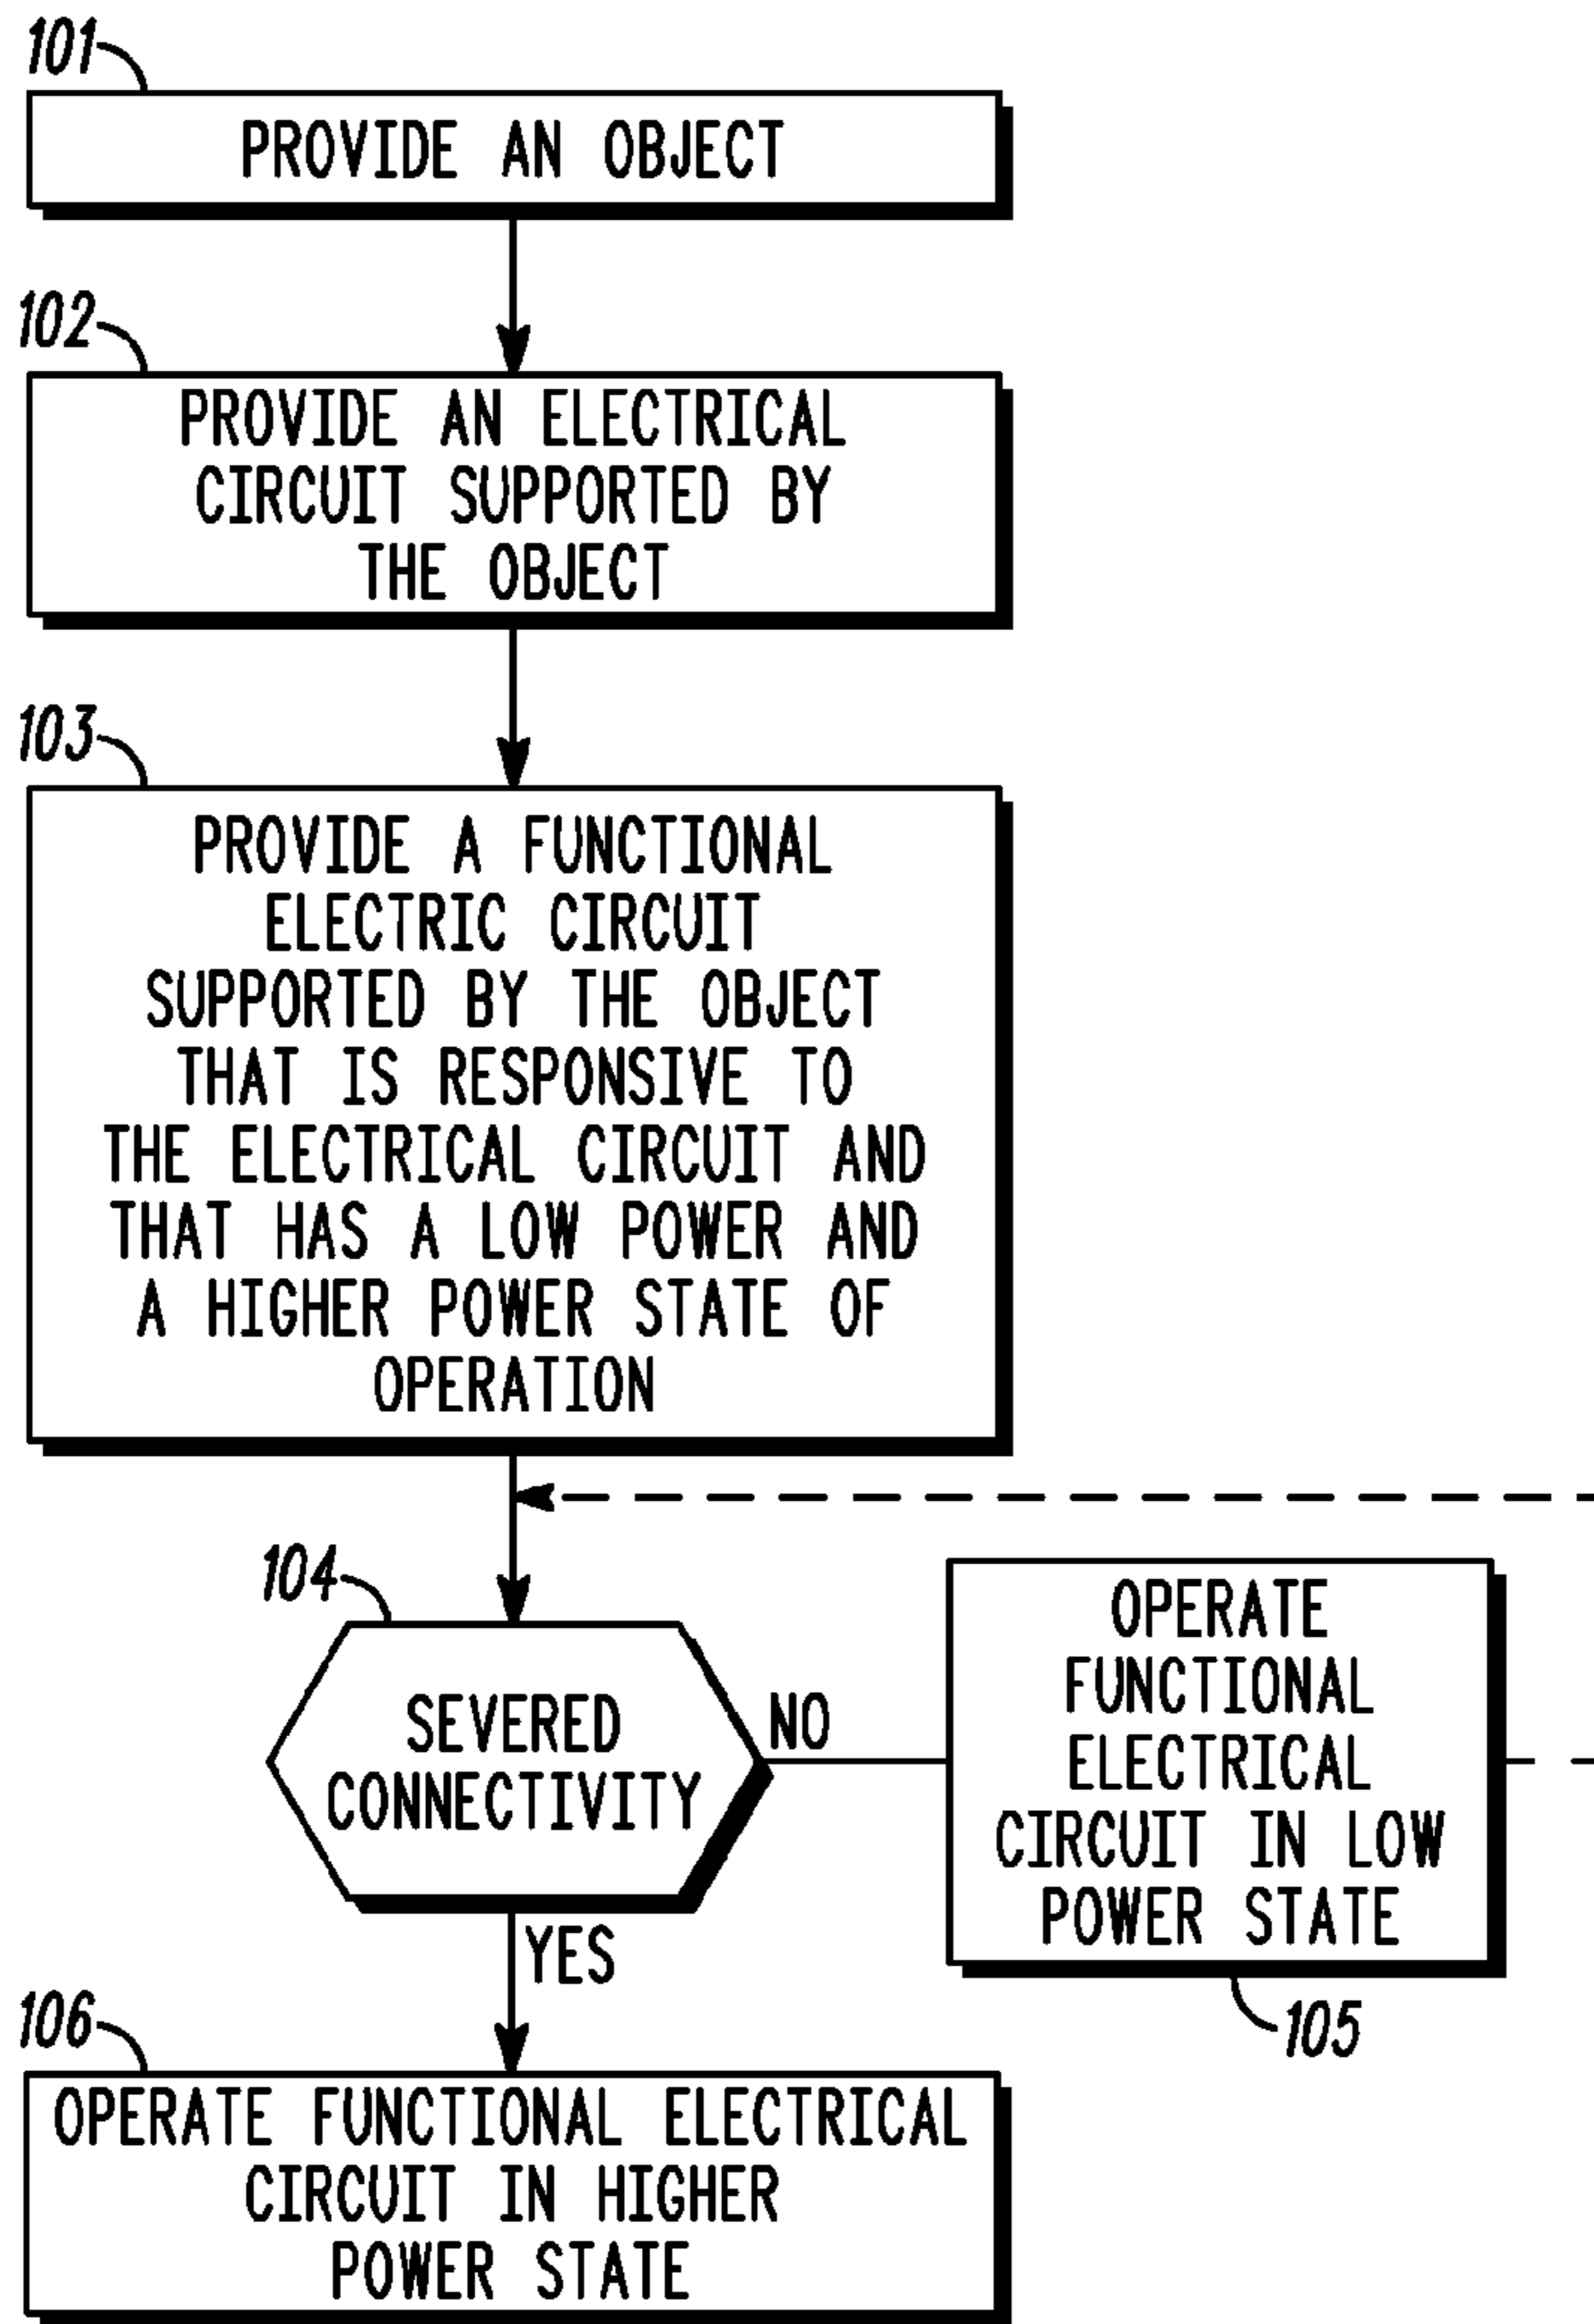 101
PROVIDE AN OBJECT
102
PROVIDE AN ELECTRICAL
CIRCUIT SUPPORTED BY
THE OBJECT
103
PROVIDE A FUNCTIONAL
ELECTRIC CIRCUIT
SUPPORTED BY THE OBJECT
THAT IS RESPONSIVE TO
THE ELECTRICAL CIRCUIT AND
THAT HAS A LOW POWER AND
A HIGHER POWER STATE OF
OPERATION
104
SEVERED
CONNECTIVITY
NO
OPERATE
FUNCTIONAL
ELECTRICAL
CIRCUIT IN LOW
POWER STATE
105
YES
106
OPERATE FUNCTIONAL ELECTRICAL
CIRCUIT IN HIGHER
POWER STATE